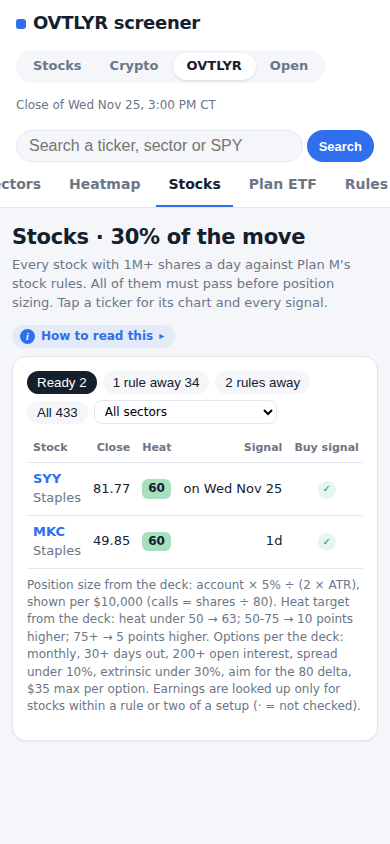 OVTLYR screener
Stocks Crypto OVTLYR Open
Close of Wed Nov 25, 3:00 PM CT
Search a ticker, sector or SPY Search
ectors Heatmap Stocks Plan ETF Rules
Stocks · 30% of the move
Every stock with 1M+ shares a day against Plan M's
stock rules. All of them must pass before position
sizing. Tap a ticker for its chart and every signal.
i How to read this ▸
Ready 2 1 rule away 34 2 rules away
All 433 All sectors
Stock Close Heat Signal Buy signal
SYY
Staples 81.77 60 on Wed Nov 25 ✓
MKC
Staples 49.85 60 1d ✓
Position size from the deck: account × 5% ÷ (2 × ATR),
shown per $10,000 (calls = shares ÷ 80). Heat target
from the deck: heat under 50 → 63; 50-75 → 10 points
higher; 75+ → 5 points higher. Options per the deck:
monthly, 30+ days out, 200+ open interest, spread
under 10%, extrinsic under 30%, aim for the 80 delta,
$35 max per option. Earnings are looked up only for
stocks within a rule or two of a setup (· = not checked).